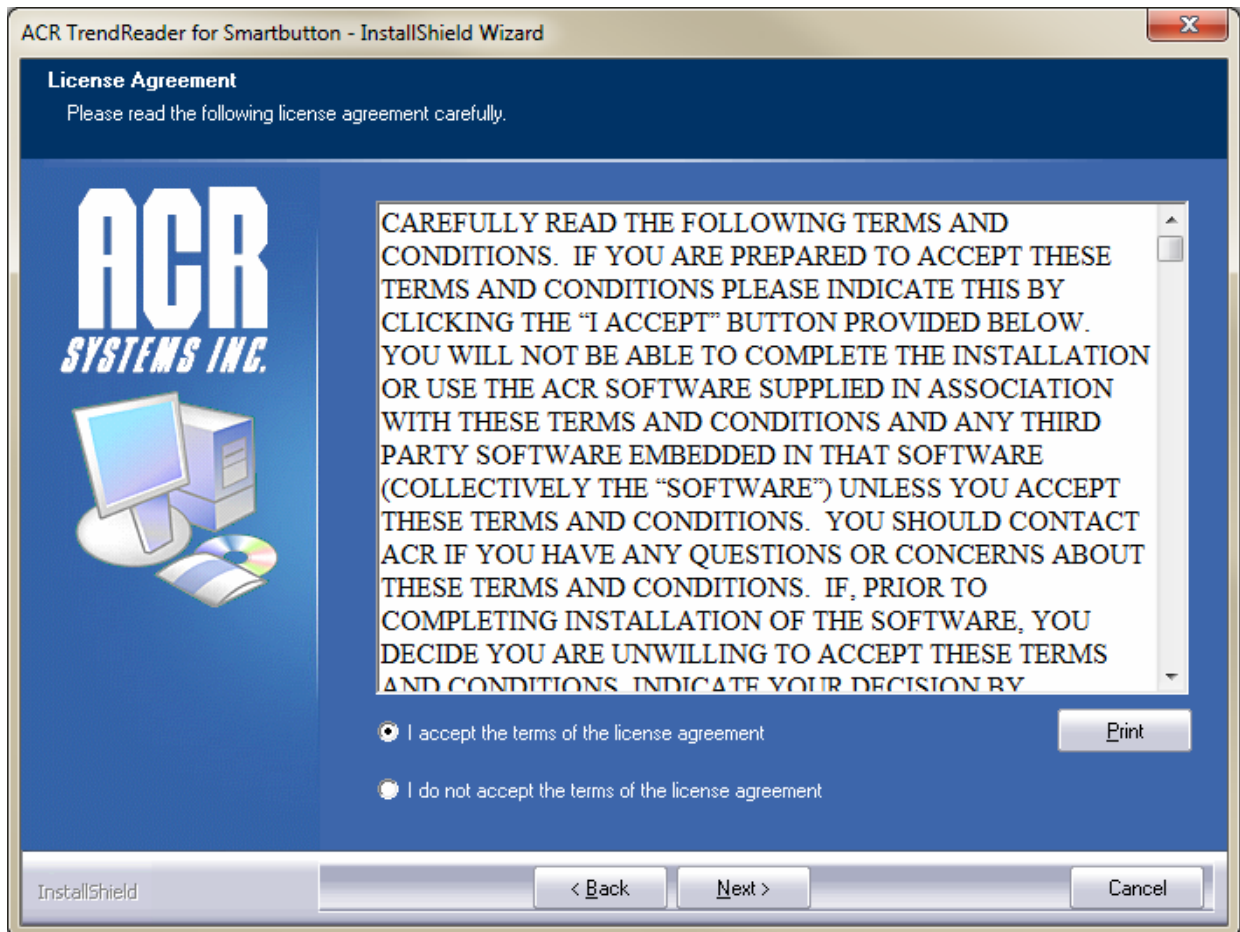 ACR TrendReader for Smartbutton - InstallShield Wizard
License Agreement
Please read the following license agreement carefully.
ACR
SYSTEMS INC.
CAREFULLY READ THE FOLLOWING TERMS AND
CONDITIONS.  IF YOU ARE PREPARED TO ACCEPT THESE
TERMS AND CONDITIONS PLEASE INDICATE THIS BY
CLICKING THE “I ACCEPT” BUTTON PROVIDED BELOW.
YOU WILL NOT BE ABLE TO COMPLETE THE INSTALLATION
OR USE THE ACR SOFTWARE SUPPLIED IN ASSOCIATION
WITH THESE TERMS AND CONDITIONS AND ANY THIRD
PARTY SOFTWARE EMBEDDED IN THAT SOFTWARE
(COLLECTIVELY THE “SOFTWARE”) UNLESS YOU ACCEPT
THESE TERMS AND CONDITIONS.  YOU SHOULD CONTACT
ACR IF YOU HAVE ANY QUESTIONS OR CONCERNS ABOUT
THESE TERMS AND CONDITIONS.  IF, PRIOR TO
COMPLETING INSTALLATION OF THE SOFTWARE, YOU
DECIDE YOU ARE UNWILLING TO ACCEPT THESE TERMS
AND CONDITIONS, INDICATE YOUR DECISION BY
I accept the terms of the license agreement
Print
I do not accept the terms of the license agreement
InstallShield
< Back
Next >
Cancel